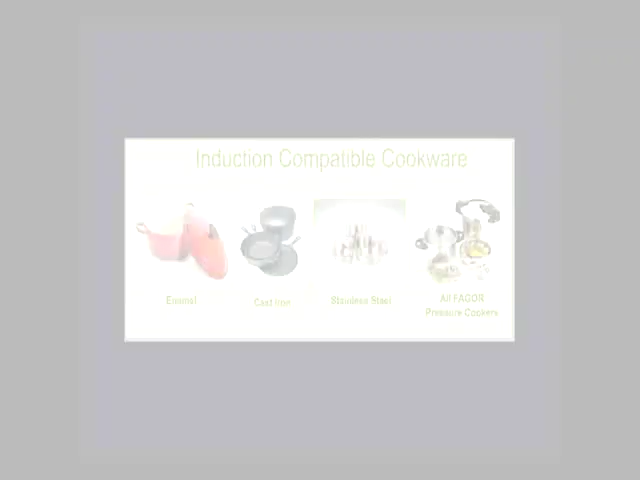 Induction Compatible Cookware
Enamel
Cast Iron
Stainless Steel
All FAGOR
Pressure Cookers